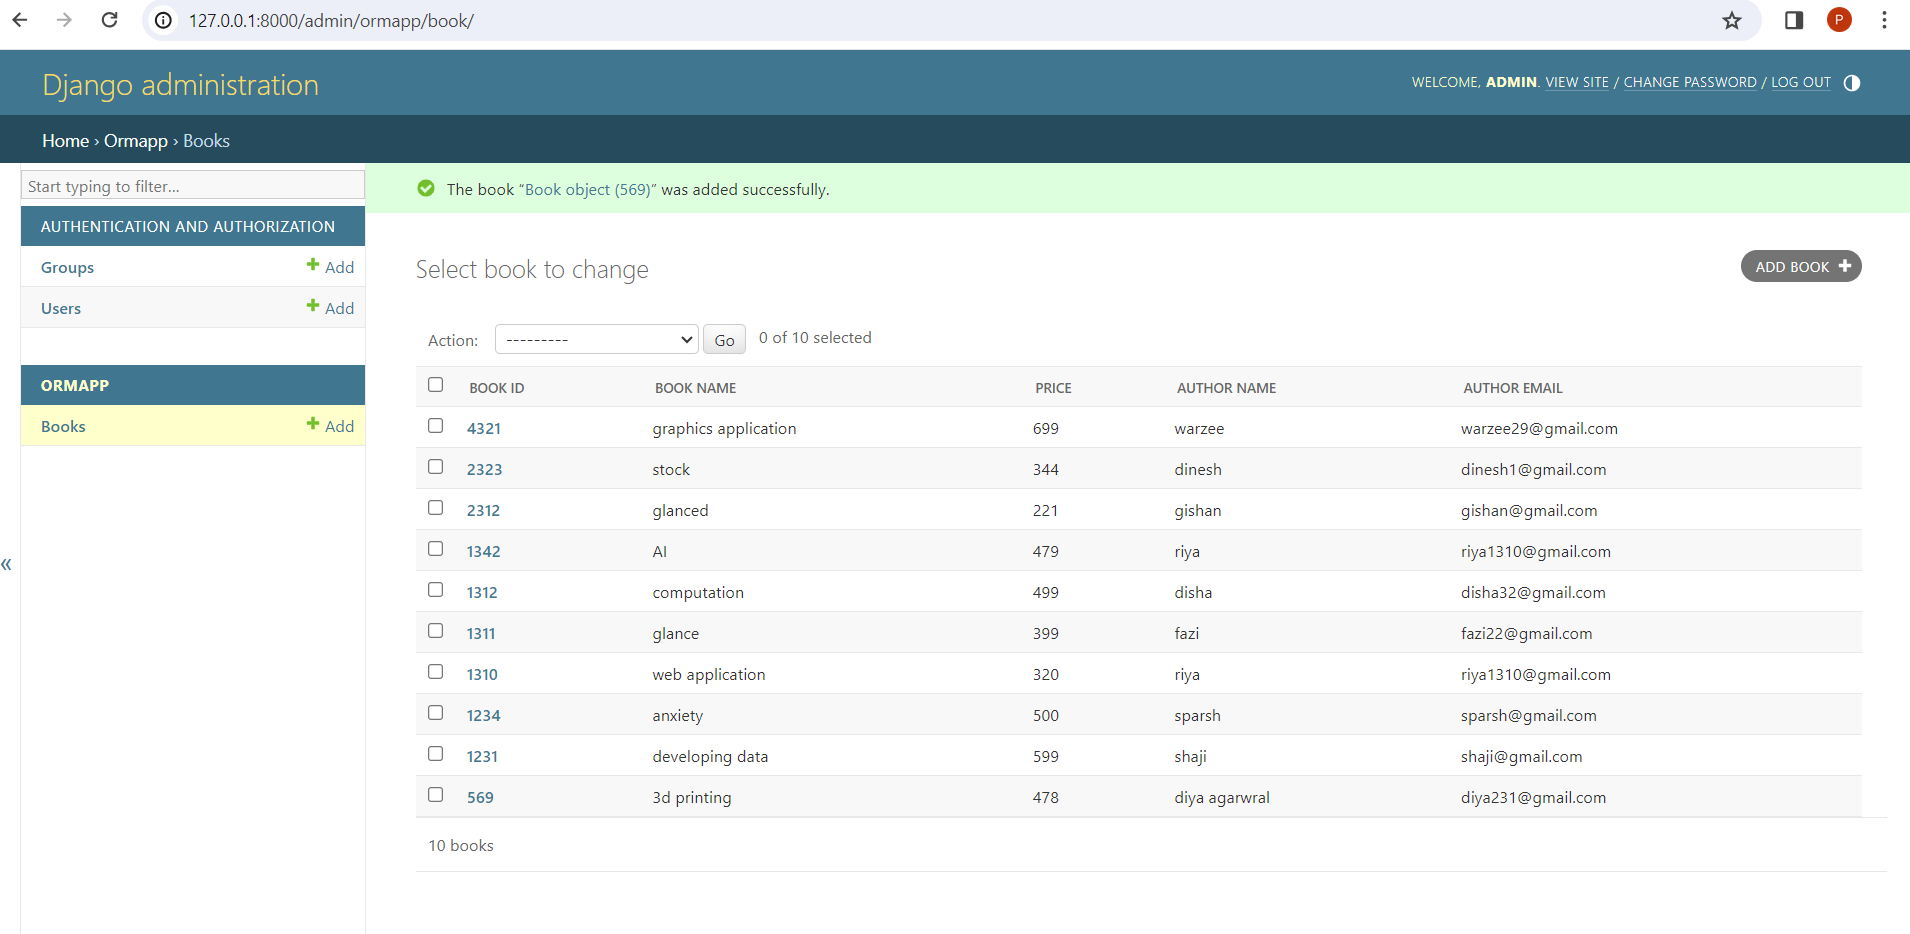 127.0.0.1:8000/admin/ormapp/book/
P
Django administration
WELCOME, ADMIN. VIEW SITE / CHANGE PASSWORD / LOG OUT
Home › Ormapp › Books
Start typing to filter...
AUTHENTICATION AND AUTHORIZATION
Groups + Add
Users + Add
ORMAPP
Books + Add
«
The book “Book object (569)” was added successfully.
Select book to change
ADD BOOK +
Action: --------- Go 0 of 10 selected
BOOK ID BOOK NAME PRICE AUTHOR NAME AUTHOR EMAIL
4321 graphics application 699 warzee warzee29@gmail.com
2323 stock 344 dinesh dinesh1@gmail.com
2312 glanced 221 gishan gishan@gmail.com
1342 AI 479 riya riya1310@gmail.com
1312 computation 499 disha disha32@gmail.com
1311 glance 399 fazi fazi22@gmail.com
1310 web application 320 riya riya1310@gmail.com
1234 anxiety 500 sparsh sparsh@gmail.com
1231 developing data 599 shaji shaji@gmail.com
569 3d printing 478 diya agarwral diya231@gmail.com
10 books